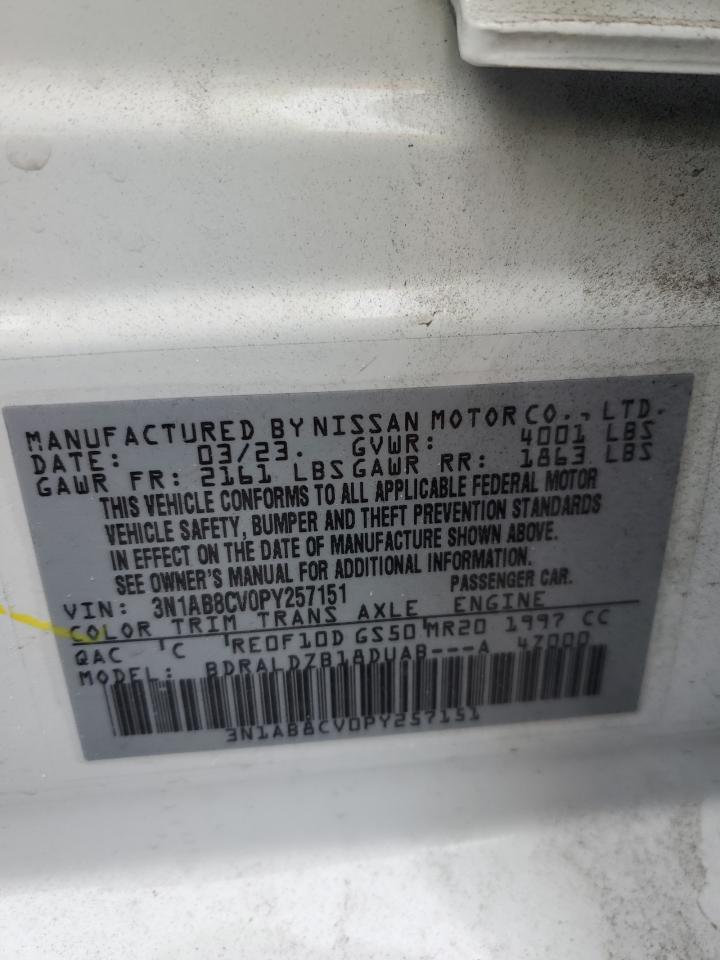 MANUFACTURED BY NISSAN MOTOR CO., LTD.
DATE: 03/23. GVWR: 4001 LBS
GAWR FR: 2161 LBS GAWR RR: 1863 LBS
THIS VEHICLE CONFORMS TO ALL APPLICABLE FEDERAL MOTOR
VEHICLE SAFETY, BUMPER AND THEFT PREVENTION STANDARDS
IN EFFECT ON THE DATE OF MANUFACTURE SHOWN ABOVE.
SEE OWNER'S MANUAL FOR ADDITIONAL INFORMATION.
VIN: 3N1AB8CV0PY257151 PASSENGER CAR.
COLOR TRIM TRANS AXLE ENGINE
QAC C RE0F10D GS50 MR20 1997 CC
MODEL: BDRALDZB18DUAB---A 47000
3N1AB8CV0PY257151